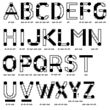 ABCDEFG
HIJKLMN
OPQRST
UVWXYZ